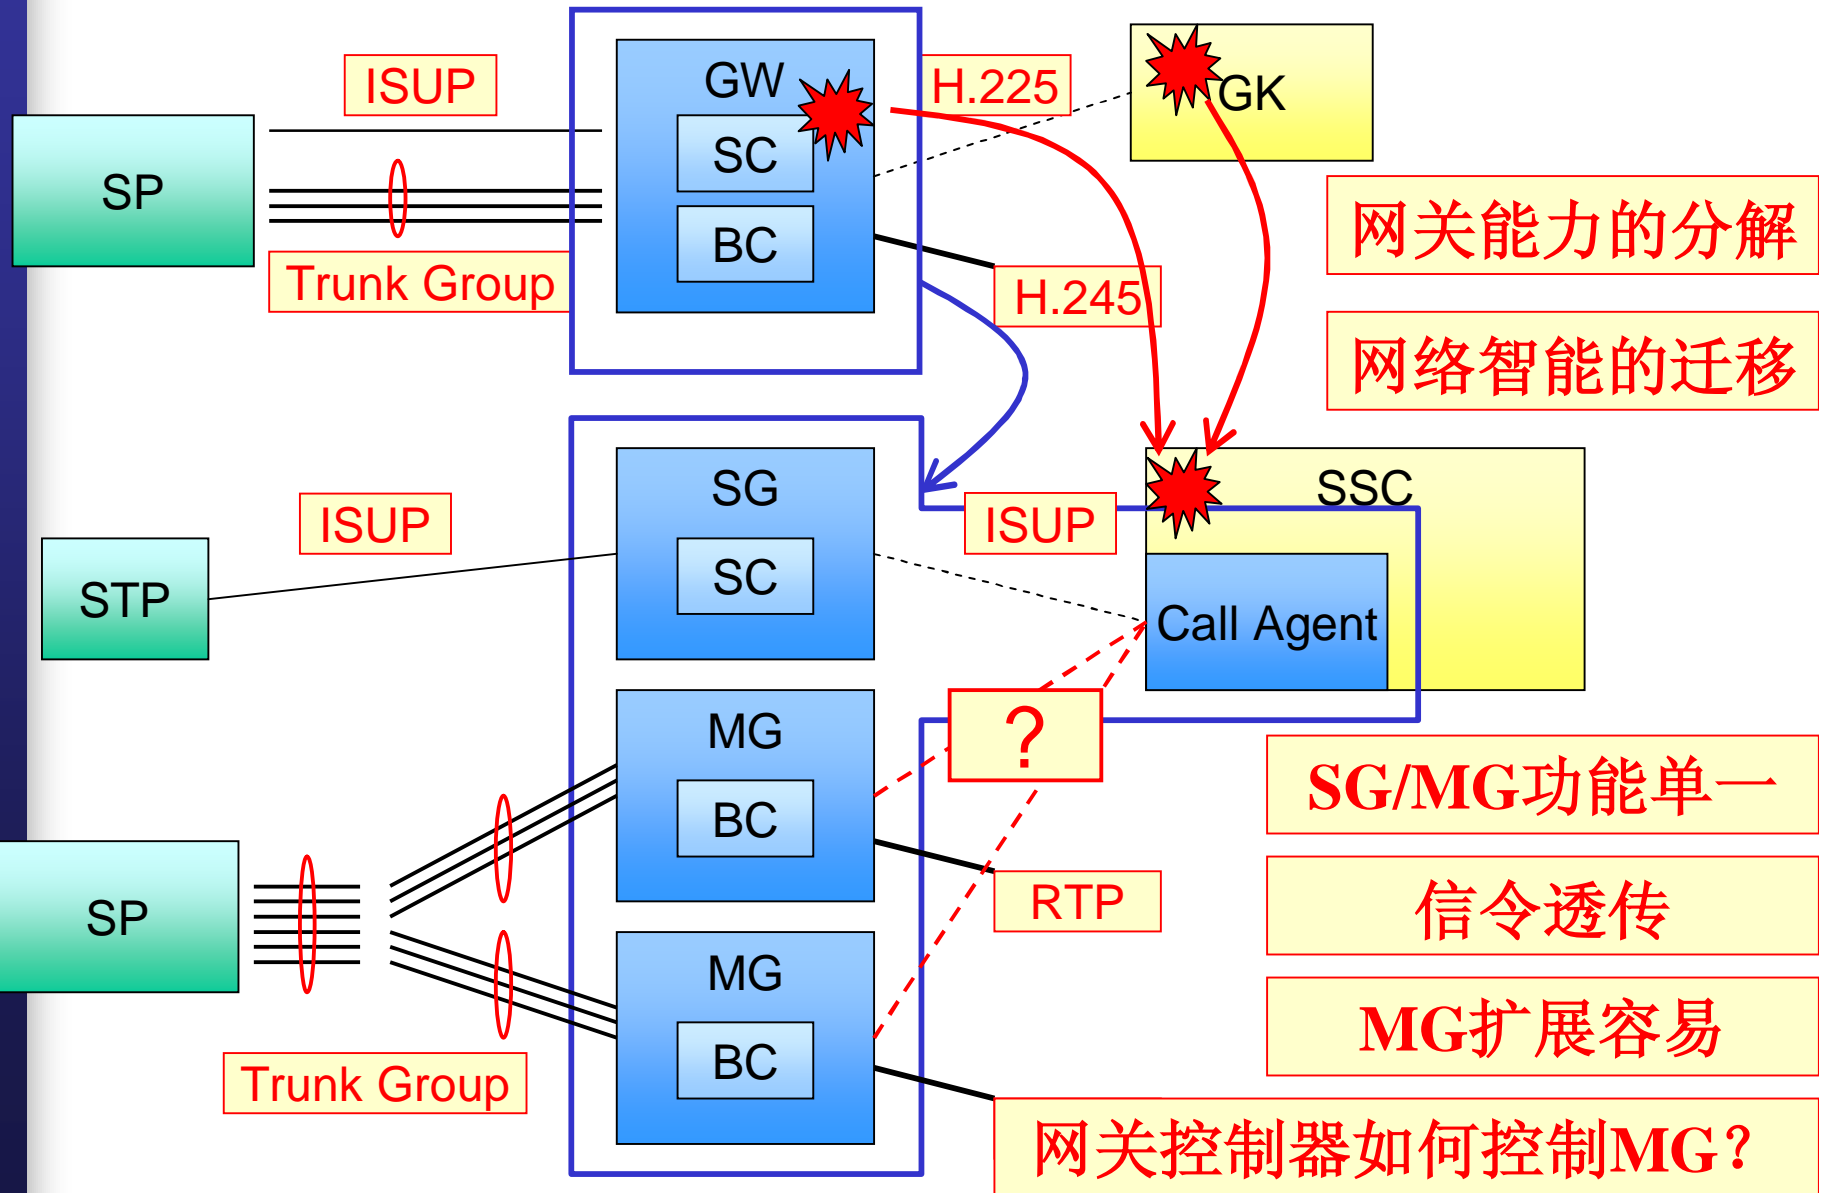 ISUP
GW
H.225
GK
SP
SC
BC
Trunk Group
H.245
网关能力的分解
网络智能的迁移
SG
SSC
ISUP
ISUP
STP
SC
Call Agent
MG
?
BC
SG/MG功能单一
SP
RTP
信令透传
MG
BC
MG扩展容易
Trunk Group
网关控制器如何控制MG?